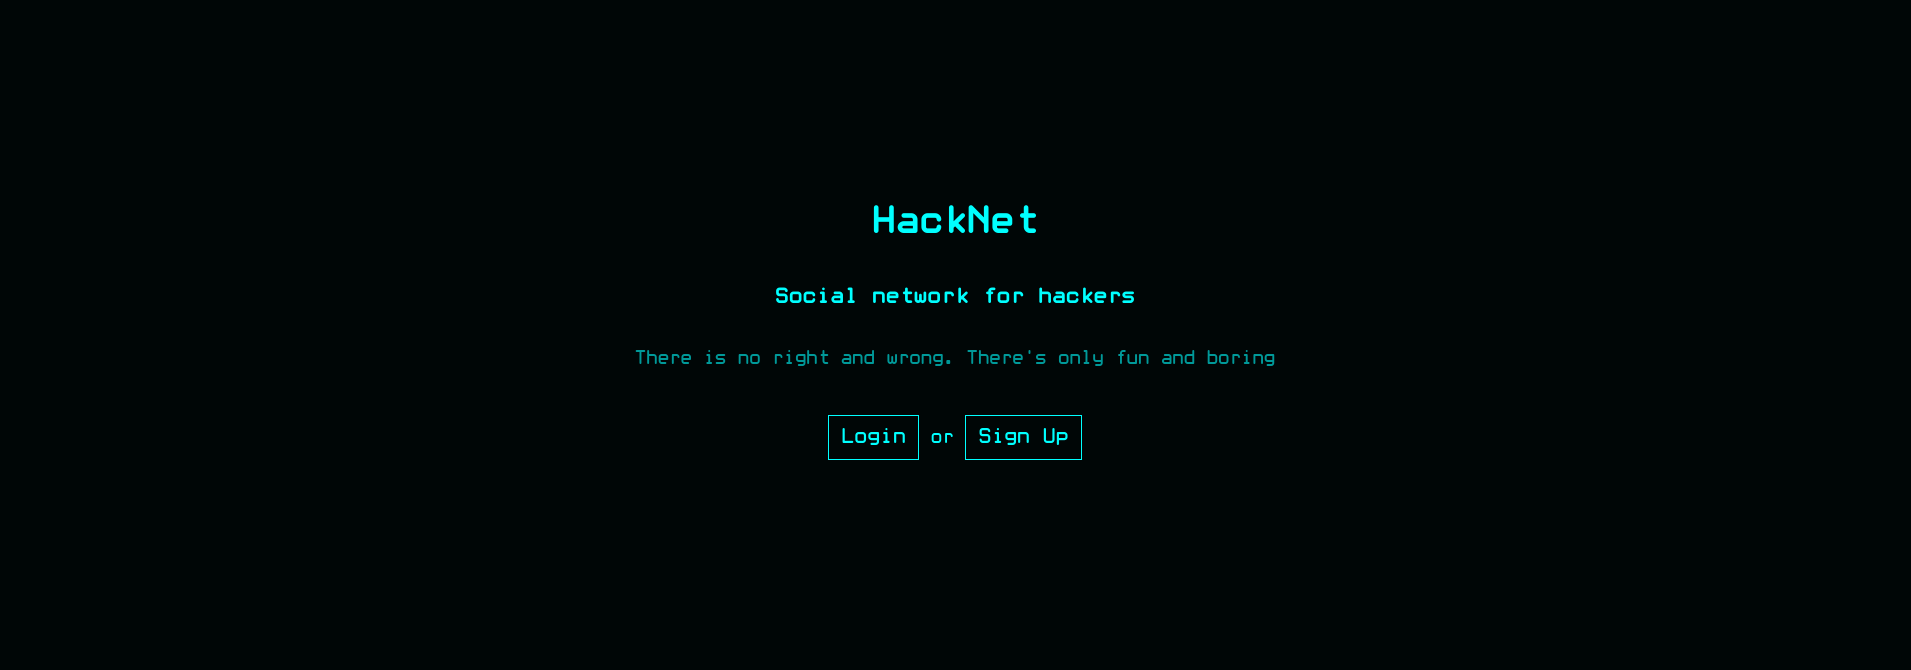 HackNet
Social network for hackers
There is no right and wrong. There's only fun and boring
Login or Sign Up